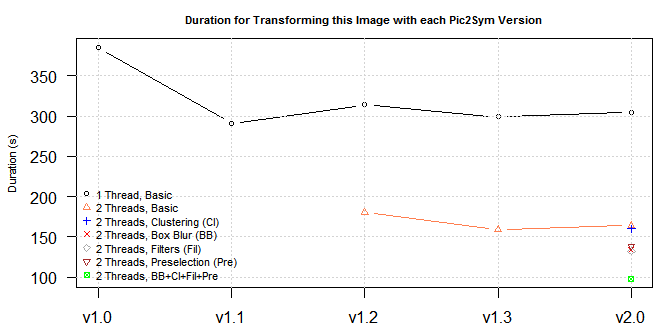 Duration for Transforming this Image with each Pic2Sym Version
Duration (s)
350
300
250
200
150
100
1 Thread, Basic
2 Threads, Basic
2 Threads, Clustering (Cl)
2 Threads, Box Blur (BB)
2 Threads, Filters (Fil)
2 Threads, Preselection (Pre)
2 Threads, BB+Cl+Fil+Pre
v1.0 v1.1 v1.2 v1.3 v2.0